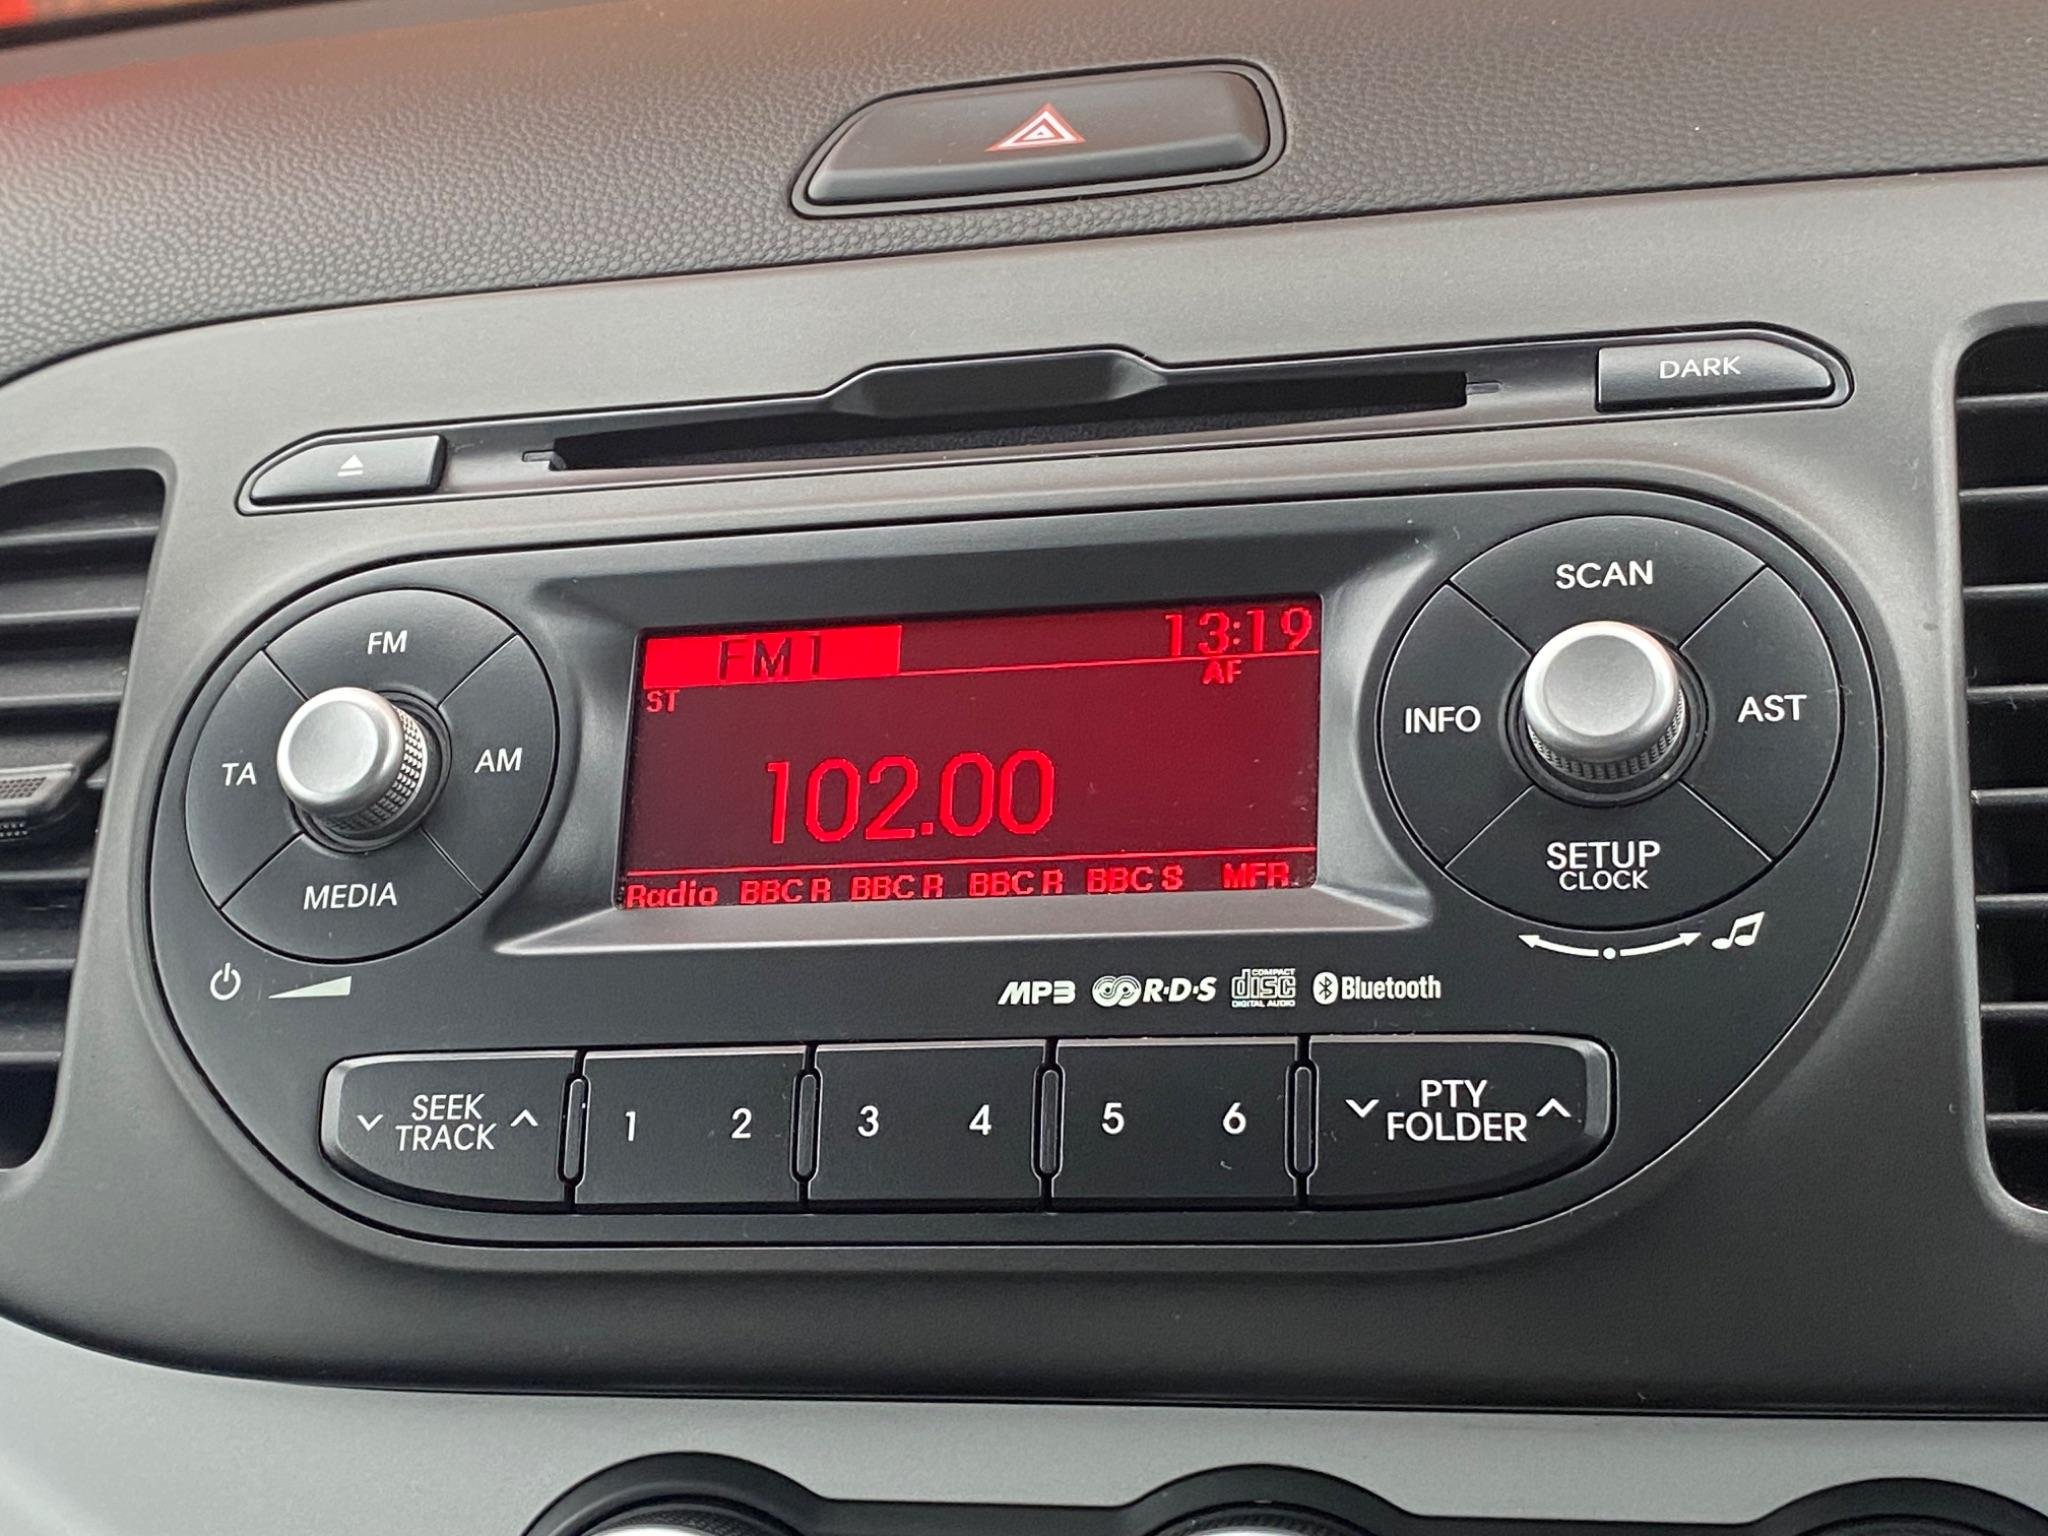 DARK
SCAN
FM
FM 1
13:19
AF
ST
INFO
AST
TA
AM
102.00
MEDIA
SETUP
CLOCK
Radio BBC R BBC R BBC R BBC S MFR
MP3 R·D·S COMPACT disc DIGITAL AUDIO Bluetooth
SEEK
TRACK
1 2 3 4 5 6
PTY
FOLDER